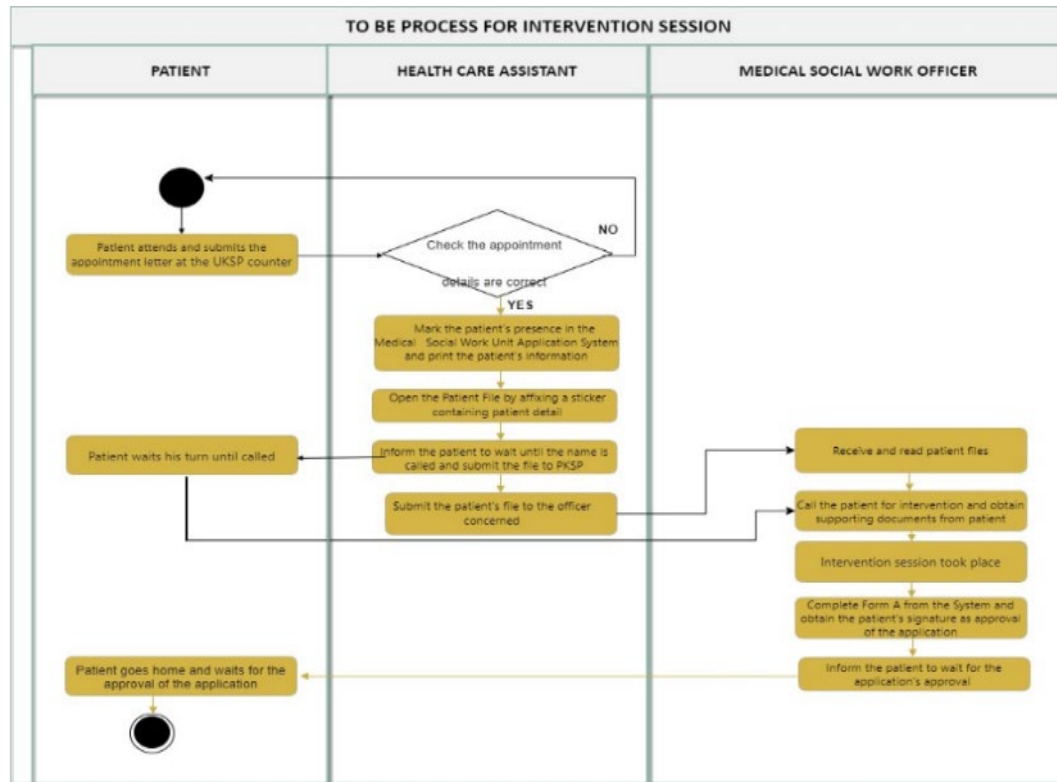 TO BE PROCESS FOR INTERVENTION SESSION
PATIENT
HEALTH CARE ASSISTANT
MEDICAL SOCIAL WORK OFFICER
Patient attends and submits the
appointment letter at the UKSP counter
Check the appointment
details are correct
NO
YES
Mark the patient's presence in the
Medical Social Work Unit Application System
and print the patient's information
Open the Patient File by affixing a sticker
containing patient detail
Inform the patient to wait until the name is
called and submit the file to PKSP
Patient waits his turn until called
Submit the patient's file to the officer
concerned
Receive and read patient files
Call the patient for intervention and obtain
supporting documents from patient
Intervention session took place
Complete Form A from the System and
obtain the patient's signature as approval
of the application
Inform the patient to wait for the
application's approval
Patient goes home and waits for the
approval of the application